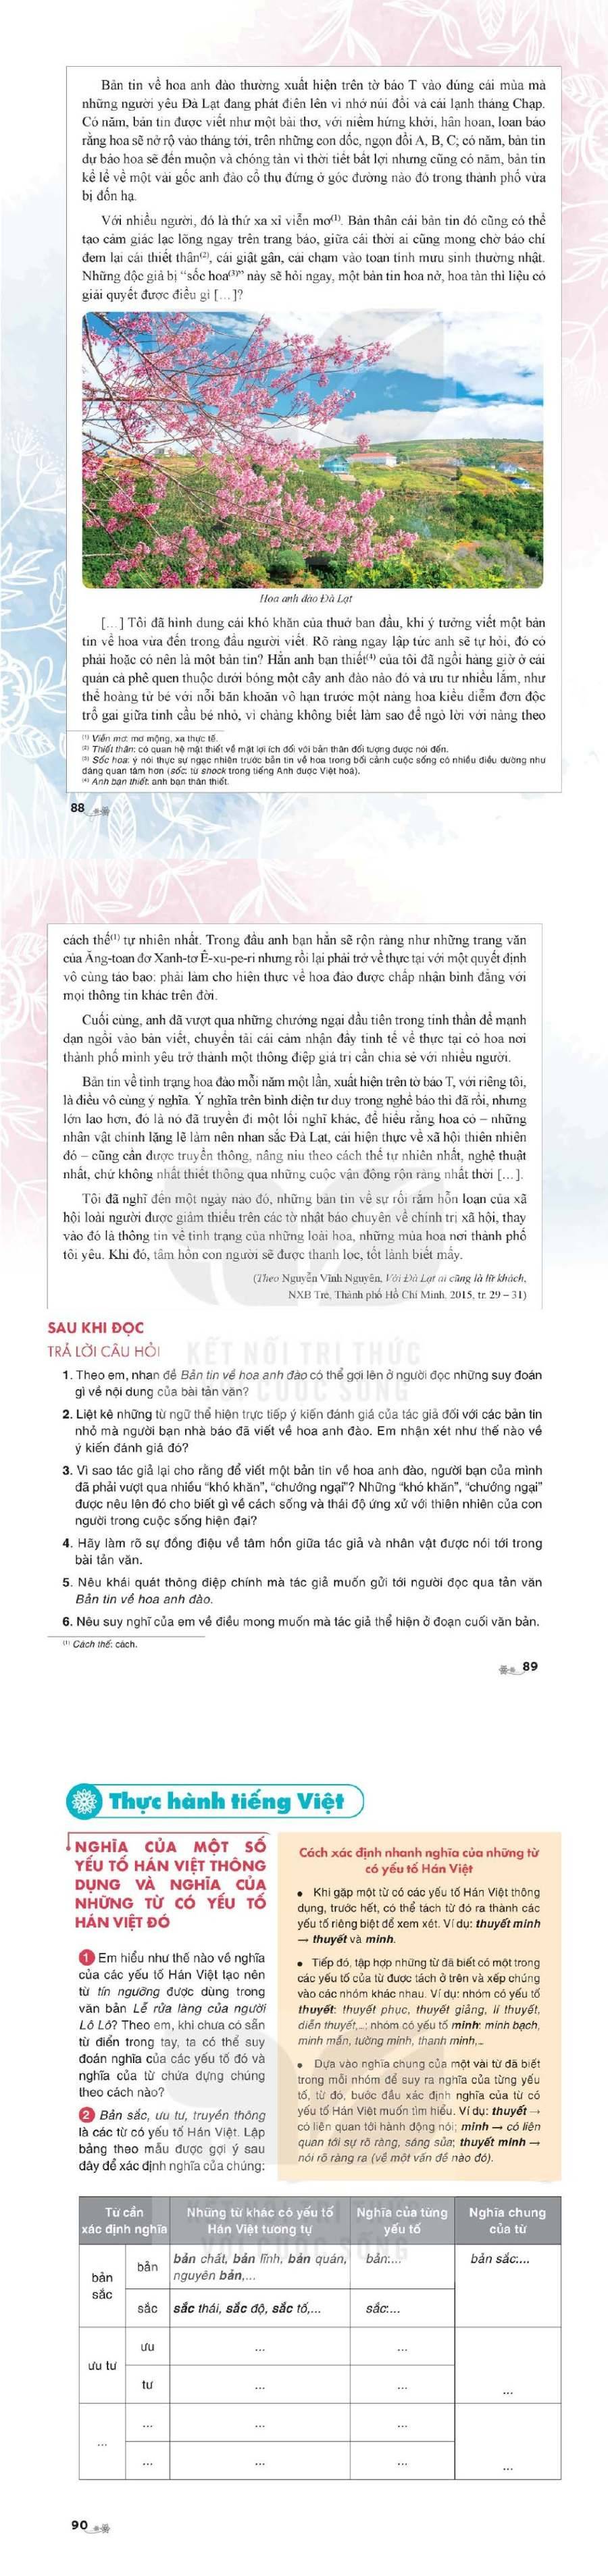 Bản tin về hoa anh đào thường xuất hiện trên tờ báo T vào đúng cái mùa mà
những người yêu Đà Lạt đang phát điên lên vì nhớ núi đồi và cái lạnh tháng Chạp.
Có năm, bản tin được viết như một bài thơ, với niềm hứng khởi, hân hoan, loan báo
rằng hoa sẽ nở rộ vào tháng tới, trên những con dốc, ngọn đồi A, B, C; có năm, bản tin
dự báo hoa sẽ đến muộn và chóng tàn vì thời tiết bất lợi nhưng cũng có năm, bản tin
kể lể về một vài gốc anh đào cổ thụ đứng ở góc đường nào đó trong thành phố vừa
bị đốn hạ.
Với nhiều người, đó là thứ xa xỉ viễn mơ(1). Bản thân cái bản tin đó cũng có thể
tạo cảm giác lạc lõng ngay trên trang báo, giữa cái thời ai cũng mong chờ báo chí
đem lại cái thiết thân(2), cái giật gân, cái chạm vào toan tính mưu sinh thường nhật.
Những độc giả bị “sốc hoa(3)” này sẽ hỏi ngay, một bản tin hoa nở, hoa tàn thì liệu có
giải quyết được điều gì [...]?
Hoa anh đào Đà Lạt
[...] Tôi đã hình dung cái khó khăn của thuở ban đầu, khi ý tưởng viết một bản
tin về hoa vừa đến trong đầu người viết. Rõ ràng ngay lập tức anh sẽ tự hỏi, đó có
phải hoặc có nên là một bản tin? Hẳn anh bạn thiết(4) của tôi đã ngồi hàng giờ ở cái
quán cà phê quen thuộc dưới bóng một cây anh đào nào đó và ưu tư nhiều lắm, như
thể hoàng tử bé với nỗi băn khoăn vô hạn trước một nàng hoa kiều diễm đơn độc
trổ gai giữa tinh cầu bé nhỏ, vì chàng không biết làm sao để ngỏ lời với nàng theo
(1) Viễn mơ: mơ mộng, xa thực tế.
(2) Thiết thân: có quan hệ mật thiết về mặt lợi ích đối với bản thân đối tượng được nói đến.
(3) Sốc hoa: ý nói thực sự ngạc nhiên trước bản tin về hoa trong bối cảnh cuộc sống có nhiều điều dường như
đáng quan tâm hơn (sốc: từ shock trong tiếng Anh được Việt hoá).
(4) Anh bạn thiết: anh bạn thân thiết.
88
cách thế(1) tự nhiên nhất. Trong đầu anh bạn hẳn sẽ rộn ràng như những trang văn
của Ăng-toan đơ Xanh-tơ Ê-xu-pe-ri nhưng rồi lại phải trở về thực tại với một quyết định
vô cùng táo bạo: phải làm cho hiện thực về hoa đào được chấp nhận bình đẳng với
mọi thông tin khác trên đời.
Cuối cùng, anh đã vượt qua những chướng ngại đầu tiên trong tinh thần để mạnh
dạn ngồi vào bàn viết, chuyển tải cái cảm nhận đầy tinh tế về thực tại có hoa nơi
thành phố mình yêu trở thành một thông điệp giá trị cần chia sẻ với nhiều người.
Bản tin về tình trạng hoa đào mỗi năm một lần, xuất hiện trên tờ báo T, với riêng tôi,
là điều vô cùng ý nghĩa. Ý nghĩa trên bình diện tư duy trong nghề báo thì đã rồi, nhưng
lớn lao hơn, đó là nó đã truyền đi một lối nghĩ khác, để hiểu rằng hoa cỏ – những
nhân vật chính lặng lẽ làm nên nhan sắc Đà Lạt, cái hiện thực về xã hội thiên nhiên
đó – cũng cần được truyền thông, nâng niu theo cách thế tự nhiên nhất, nghệ thuật
nhất, chứ không nhất thiết thông qua những cuộc vận động rộn ràng nhất thời [...].
Tôi đã nghĩ đến một ngày nào đó, những bản tin về sự rối rắm hỗn loạn của xã
hội loài người được giảm thiểu trên các tờ nhật báo chuyên về chính trị xã hội, thay
vào đó là thông tin về tình trạng của những loài hoa, những mùa hoa nơi thành phố
tôi yêu. Khi đó, tâm hồn con người sẽ được thanh lọc, tốt lành biết mấy.
(Theo Nguyễn Vĩnh Nguyên, Với Đà Lạt ai cũng là lữ khách,
NXB Trẻ, Thành phố Hồ Chí Minh, 2015, tr. 29 – 31)
SAU KHI ĐỌC
TRẢ LỜI CÂU HỎI
KẾT NỐI TRI THỨC
VỚI CUỘC SỐNG
1. Theo em, nhan đề Bản tin về hoa anh đào có thể gợi lên ở người đọc những suy đoán
gì về nội dung của bài tản văn?
2. Liệt kê những từ ngữ thể hiện trực tiếp ý kiến đánh giá của tác giả đối với các bản tin
nhỏ mà người bạn nhà báo đã viết về hoa anh đào. Em nhận xét như thế nào về
ý kiến đánh giá đó?
3. Vì sao tác giả lại cho rằng để viết một bản tin về hoa anh đào, người bạn của mình
đã phải vượt qua nhiều “khó khăn”, “chướng ngại”? Những “khó khăn”, “chướng ngại”
được nêu lên đó cho biết gì về cách sống và thái độ ứng xử với thiên nhiên của con
người trong cuộc sống hiện đại?
4. Hãy làm rõ sự đồng điệu về tâm hồn giữa tác giả và nhân vật được nói tới trong
bài tản văn.
5. Nêu khái quát thông điệp chính mà tác giả muốn gửi tới người đọc qua tản văn
Bản tin về hoa anh đào.
6. Nêu suy nghĩ của em về điều mong muốn mà tác giả thể hiện ở đoạn cuối văn bản.
(1) Cách thế: cách.
89
Thực hành tiếng Việt
NGHĨA CỦA MỘT SỐ
YẾU TỐ HÁN VIỆT THÔNG
DỤNG VÀ NGHĨA CỦA
NHỮNG TỪ CÓ YẾU TỐ
HÁN VIỆT ĐÓ
1 Em hiểu như thế nào về nghĩa
của các yếu tố Hán Việt tạo nên
từ tín ngưỡng được dùng trong
văn bản Lễ rửa làng của người
Lô Lô? Theo em, khi chưa có sẵn
từ điển trong tay, ta có thể suy
đoán nghĩa của các yếu tố đó và
nghĩa của từ chứa đựng chúng
theo cách nào?
2 Bản sắc, ưu tư, truyền thông
là các từ có yếu tố Hán Việt. Lập
bảng theo mẫu được gợi ý sau
đây để xác định nghĩa của chúng:
Cách xác định nhanh nghĩa của những từ
có yếu tố Hán Việt
• Khi gặp một từ có các yếu tố Hán Việt thông
dụng, trước hết, có thể tách từ đó ra thành các
yếu tố riêng biệt để xem xét. Ví dụ: thuyết minh
→ thuyết và minh.
• Tiếp đó, tập hợp những từ đã biết có một trong
các yếu tố của từ được tách ở trên và xếp chúng
vào các nhóm khác nhau. Ví dụ: nhóm có yếu tố
thuyết: thuyết phục, thuyết giảng, lí thuyết,
diễn thuyết,...; nhóm có yếu tố minh: minh bạch,
minh mẫn, tường minh, thanh minh,...
• Dựa vào nghĩa chung của một vài từ đã biết
trong mỗi nhóm để suy ra nghĩa của từng yếu
tố, từ đó, bước đầu xác định nghĩa của từ có
yếu tố Hán Việt muốn tìm hiểu. Ví dụ: thuyết →
có liên quan tới hành động nói; minh → có liên
quan tới sự rõ ràng, sáng sủa; thuyết minh →
nói rõ ràng ra (về một vấn đề nào đó).
KẾT NỐI TRI THỨC
VỚI CUỘC SỐNG
Từ cần
xác định nghĩa
Những từ khác có yếu tố
Hán Việt tương tự
Nghĩa của từng
yếu tố
Nghĩa chung
của từ
bản
sắc
bản
bản chất, bản lĩnh, bản quán,
nguyên bản,...
bản:...
bản sắc:...
sắc
sắc thái, sắc độ, sắc tố,...
sắc:...
ưu tư
ưu
...
...
tư
...
...
...
...
...
...
...
...
...
...
...
90